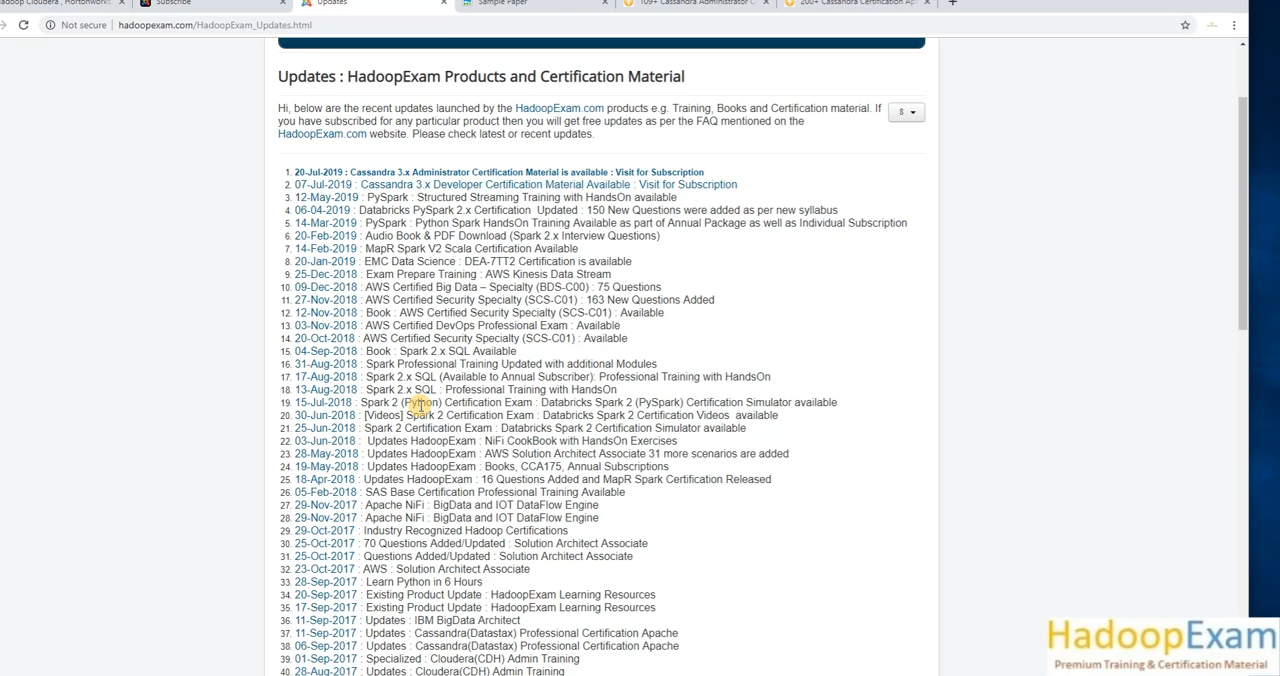 adoop Cloudera , Hortonworks
Subscribe
Updates
Sample Paper
109+ Cassandra Administrator C
200+ Cassandra Certification Ap
Not secure | hadoopexam.com/HadoopExam_Updates.html
Updates : HadoopExam Products and Certification Material
Hi, below are the recent updates launched by the HadoopExam.com products e.g. Training, Books and Certification material. If
you have subscribed for any particular product then you will get free updates as per the FAQ mentioned on the
HadoopExam.com website. Please check latest or recent updates.
1. 20-Jul-2019 : Cassandra 3.x Administrator Certification Material is available : Visit for Subscription
2. 07-Jul-2019 : Cassandra 3.x Developer Certification Material Available : Visit for Subscription
3. 12-May-2019 : PySpark : Structured Streaming Training with HandsOn available
4. 06-04-2019 : Databricks PySpark 2.x Certification Updated : 150 New Questions were added as per new syllabus
5. 14-Mar-2019 : PySpark : Python Spark HandsOn Training Available as part of Annual Package as well as Individual Subscription
6. 20-Feb-2019 : Audio Book & PDF Download (Spark 2.x Interview Questions)
7. 14-Feb-2019 : MapR Spark V2 Scala Certification Available
8. 20-Jan-2019 : EMC Data Science : DEA-7TT2 Certification is available
9. 25-Dec-2018 : Exam Prepare Training : AWS Kinesis Data Stream
10. 09-Dec-2018 : AWS Certified Big Data – Specialty (BDS-C00) : 75 Questions
11. 27-Nov-2018 : AWS Certified Security Specialty (SCS-C01) : 163 New Questions Added
12. 12-Nov-2018 : Book : AWS Certified Security Specialty (SCS-C01) : Available
13. 03-Nov-2018 : AWS Certified DevOps Professional Exam : Available
14. 20-Oct-2018 : AWS Certified Security Specialty (SCS-C01) : Available
15. 04-Sep-2018 : Book : Spark 2.x SQL Available
16. 31-Aug-2018 : Spark Professional Training Updated with additional Modules
17. 17-Aug-2018 : Spark 2.x SQL (Available to Annual Subscriber): Professional Training with HandsOn
18. 13-Aug-2018 : Spark 2.x SQL : Professional Training with HandsOn
19. 15-Jul-2018 : Spark 2 (Python) Certification Exam : Databricks Spark 2 (PySpark) Certification Simulator available
20. 30-Jun-2018 : [Videos] Spark 2 Certification Exam : Databricks Spark 2 Certification Videos available
21. 25-Jun-2018 : Spark 2 Certification Exam : Databricks Spark 2 Certification Simulator available
22. 03-Jun-2018 : Updates HadoopExam : NiFi CookBook with HandsOn Exercises
23. 28-May-2018 : Updates HadoopExam : AWS Solution Architect Associate 31 more scenarios are added
24. 19-May-2018 : Updates HadoopExam : Books, CCA175, Annual Subscriptions
25. 18-Apr-2018 : Updates HadoopExam : 16 Questions Added and MapR Spark Certification Released
26. 05-Feb-2018 : SAS Base Certification Professional Training Available
27. 29-Nov-2017 : Apache NiFi : BigData and IOT DataFlow Engine
28. 29-Nov-2017 : Apache NiFi : BigData and IOT DataFlow Engine
29. 29-Oct-2017 : Industry Recognized Hadoop Certifications
30. 25-Oct-2017 : 70 Questions Added/Updated : Solution Architect Associate
31. 25-Oct-2017 : Questions Added/Updated : Solution Architect Associate
32. 23-Oct-2017 : AWS : Solution Architect Associate
33. 28-Sep-2017 : Learn Python in 6 Hours
34. 20-Sep-2017 : Existing Product Update : HadoopExam Learning Resources
35. 17-Sep-2017 : Existing Product Update : HadoopExam Learning Resources
36. 11-Sep-2017 : Updates : IBM BigData Architect
37. 11-Sep-2017 : Updates : Cassandra(Datastax) Professional Certification Apache
38. 06-Sep-2017 : Updates : Cassandra(Datastax) Professional Certification Apache
39. 01-Sep-2017 : Specialized : Cloudera(CDH) Admin Training
40. 28-Aug-2017 : Updates : Cloudera(CDH) Admin Training
HadoopExam
Premium Training & Certification Material